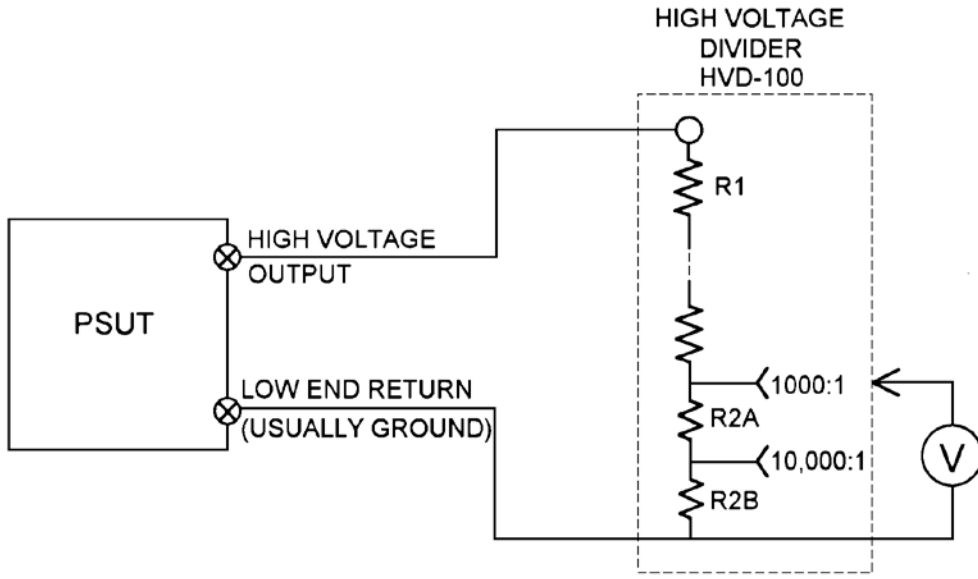 HIGH VOLTAGE
DIVIDER
HVD-100
R1
HIGH VOLTAGE
OUTPUT
PSUT
LOW END RETURN
(USUALLY GROUND)
1000:1
R2A
10,000:1
R2B
V